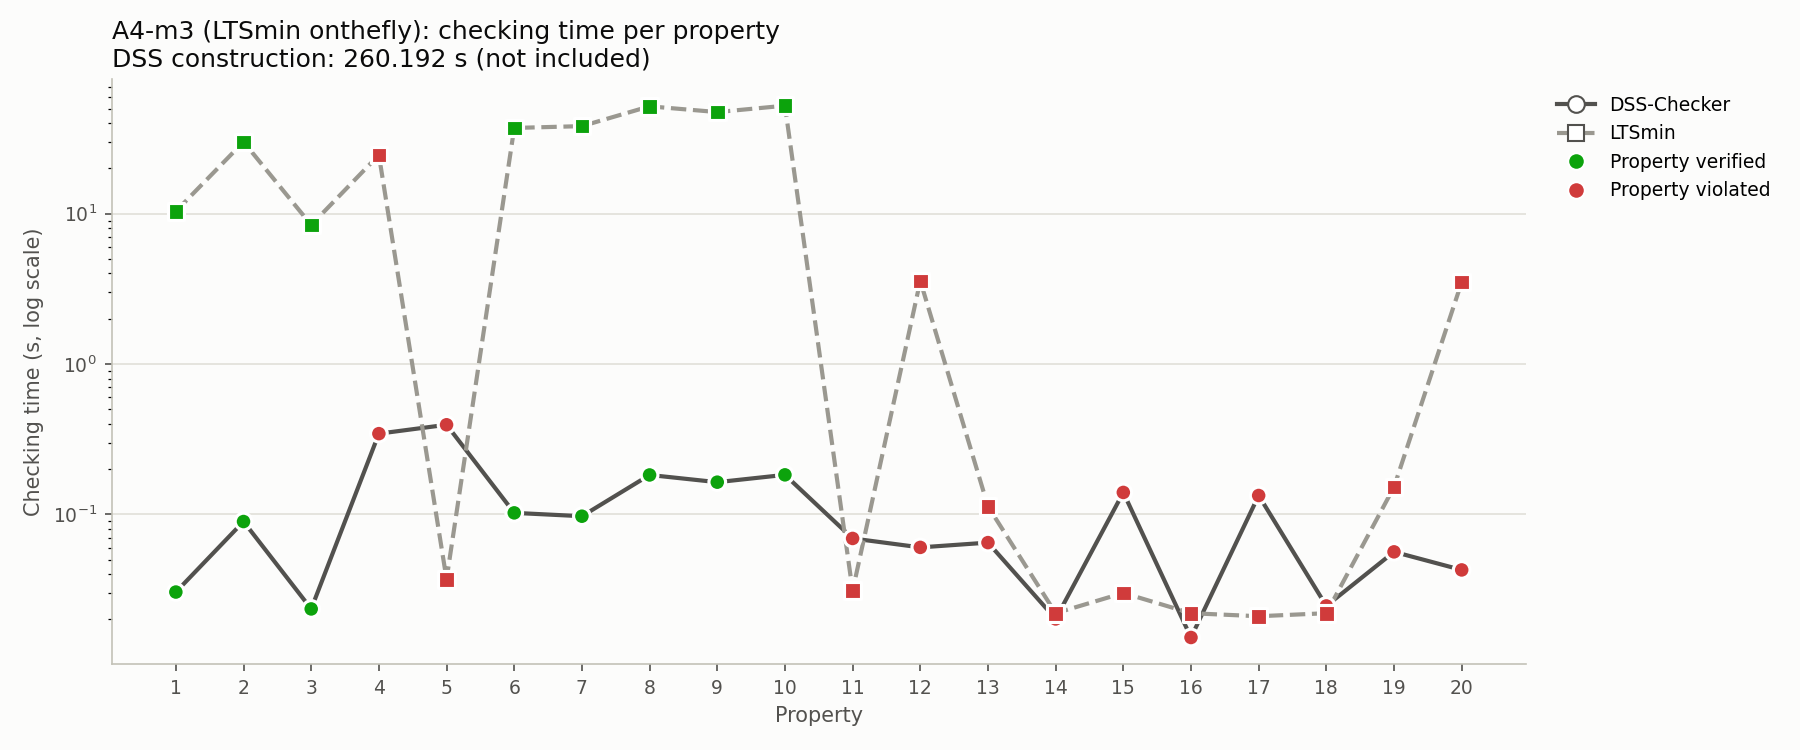 A4-m3 (LTSmin onthefly): checking time per property
DSS construction: 260.192 s (not included)
DSS-Checker
LTSmin
Property verified
Property violated
Checking time (s, log scale)
10¹
10⁰
10⁻¹
1 2 3 4 5 6 7 8 9 10 11 12 13 14 15 16 17 18 19 20
Property